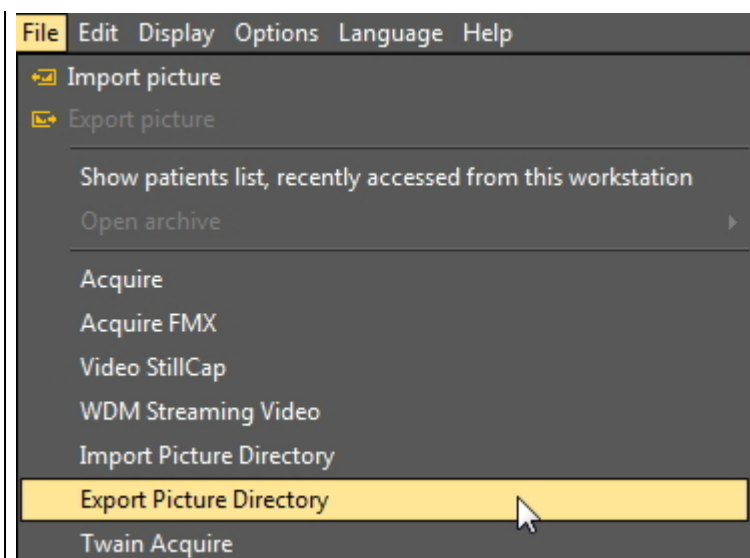 File Edit Display Options Language Help
Import picture
Export picture
Show patients list, recently accessed from this workstation
Open archive
Acquire
Acquire FMX
Video StillCap
WDM Streaming Video
Import Picture Directory
Export Picture Directory
Twain Acquire